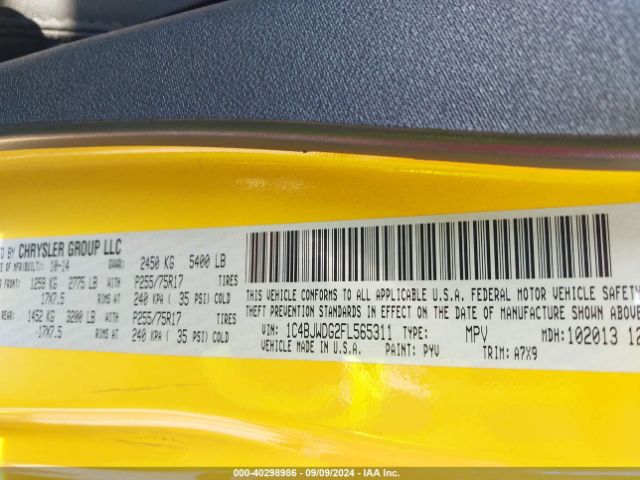 D BY CHRYSLER GROUP LLC
E OF MFR(BUILT): 10-14 GVWR: 2450 KG 5400 LB
FRONT: 1259 KG 2775 LB WITH P255/75R17 TIRES
17X7.5 RIMS AT 240 KPA ( 35 PSI) COLD
REAR: 1452 KG 3200 LB WITH P255/75R17 TIRES
17X7.5 RIMS AT 240 KPA ( 35 PSI) COLD
THIS VEHICLE CONFORMS TO ALL APPLICABLE U.S.A. FEDERAL MOTOR VEHICLE SAFETY
THEFT PREVENTION STANDARDS IN EFFECT ON THE DATE OF MANUFACTURE SHOWN ABOVE
VIN: 1C4BJWDG2FL565311 TYPE: MPV MDH:102013 12
VEHICLE MADE IN U.S.A. PAINT: PYV TRIM: A7X9
000-40298986 - 09/09/2024 - IAA Inc.